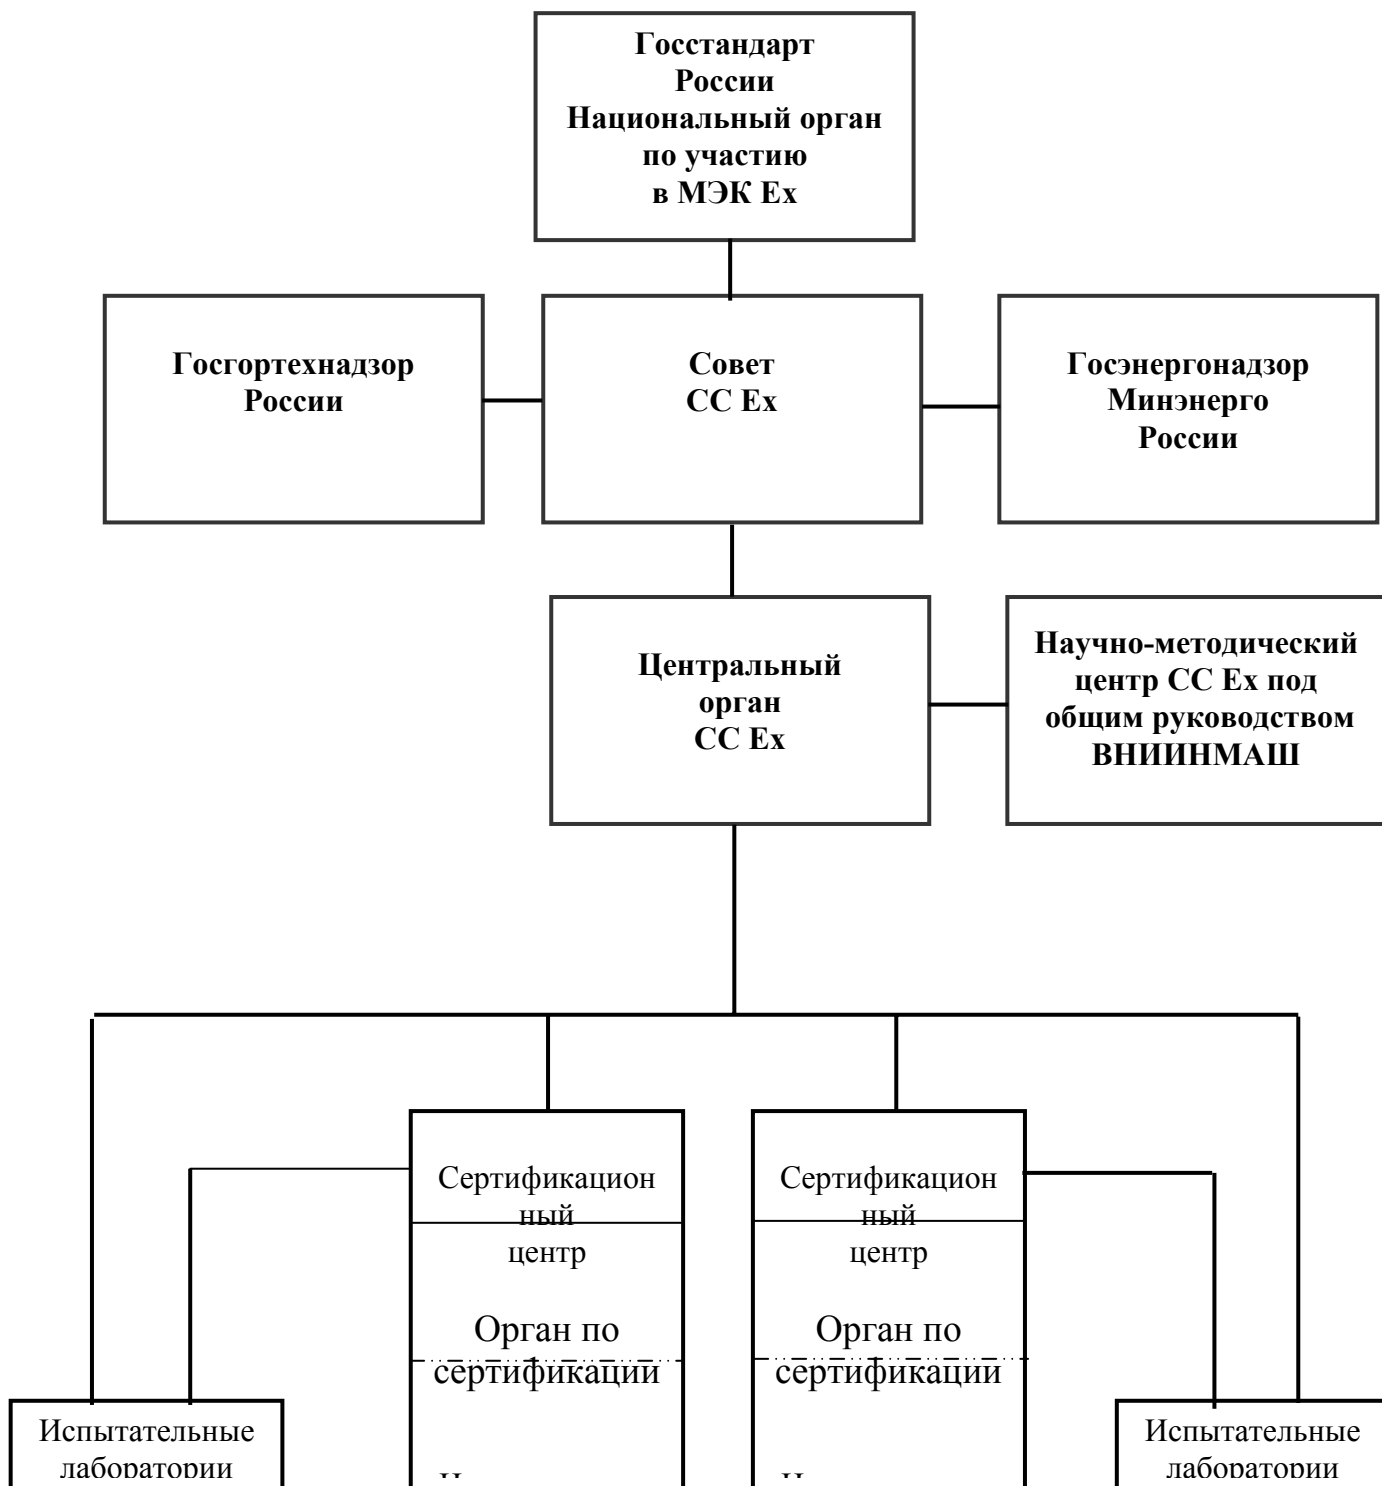 Госстандарт
России
Национальный орган
по участию
в МЭК Ех
Госгортехнадзор
России
Совет
СС Ех
Госэнергонадзор
Минэнерго
России
Центральный
орган
СС Ех
Научно-методический
центр СС Ех под
общим руководством
ВНИИНМАШ
Сертификацион
ный
центр
Орган по
сертификации
Сертификацион
ный
центр
Орган по
сертификации
Испытательные
лаборатории
Испытательные
лаборатории